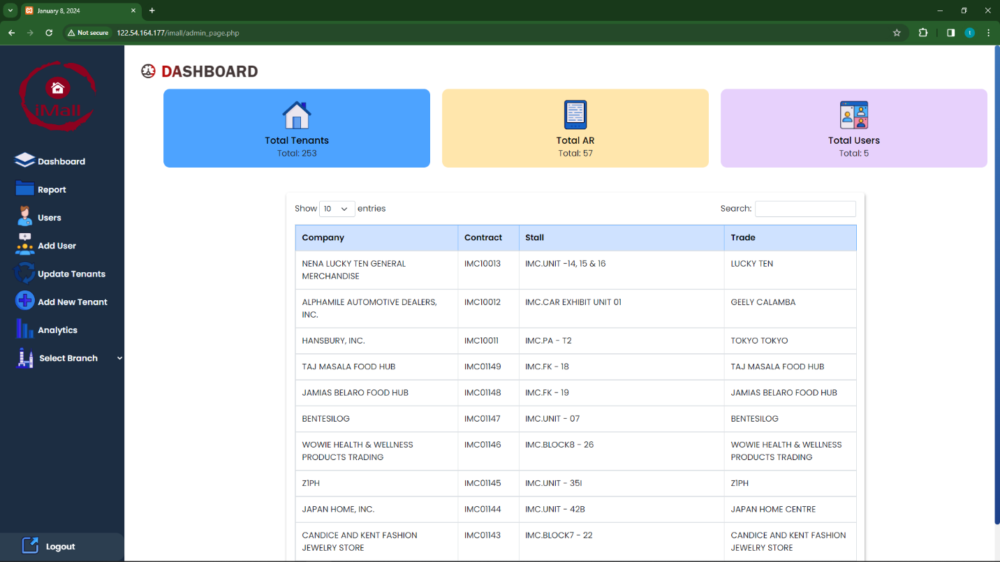 January 8, 2024
Not secure 122.54.164.177/imall/admin_page.php
t
IMall
Dashboard
Report
Users
Add User
Update Tenants
Add New Tenant
Analytics
Select Branch
Logout
DASHBOARD
Total Tenants
Total: 253
Total AR
Total: 57
Total Users
Total: 5
Show 10 entries Search:
Company Contract Stall Trade
NENA LUCKY TEN GENERAL MERCHANDISE IMC10013 IMC.UNIT -14, 15 & 16 LUCKY TEN
ALPHAMILE AUTOMOTIVE DEALERS, INC. IMC10012 IMC.CAR EXHIBIT UNIT 01 GEELY CALAMBA
HANSBURY, INC. IMC10011 IMC.PA - T2 TOKYO TOKYO
TAJ MASALA FOOD HUB IMC01149 IMC.FK - 18 TAJ MASALA FOOD HUB
JAMIAS BELARO FOOD HUB IMC01148 IMC.FK - 19 JAMIAS BELARO FOOD HUB
BENTESILOG IMC01147 IMC.UNIT - 07 BENTESILOG
WOWIE HEALTH & WELLNESS PRODUCTS TRADING IMC01146 IMC.BLOCK8 - 26 WOWIE HEALTH & WELLNESS PRODUCTS TRADING
Z1PH IMC01145 IMC.UNIT - 35I Z1PH
JAPAN HOME, INC. IMC01144 IMC.UNIT - 42B JAPAN HOME CENTRE
CANDICE AND KENT FASHION JEWELRY STORE IMC01143 IMC.BLOCK7 - 22 CANDICE AND KENT FASHION JEWELRY STORE